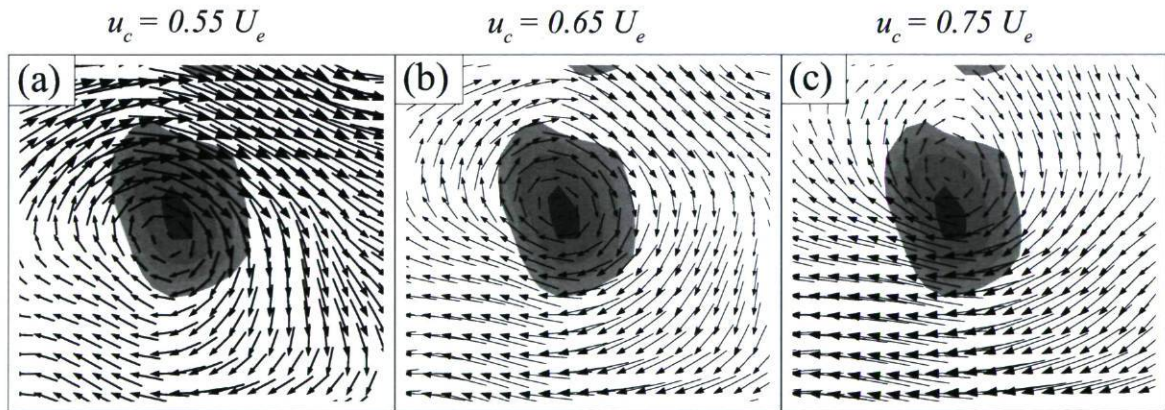 u_c = 0.55 U_e
u_c = 0.65 U_e
u_c = 0.75 U_e
(a)
(b)
(c)